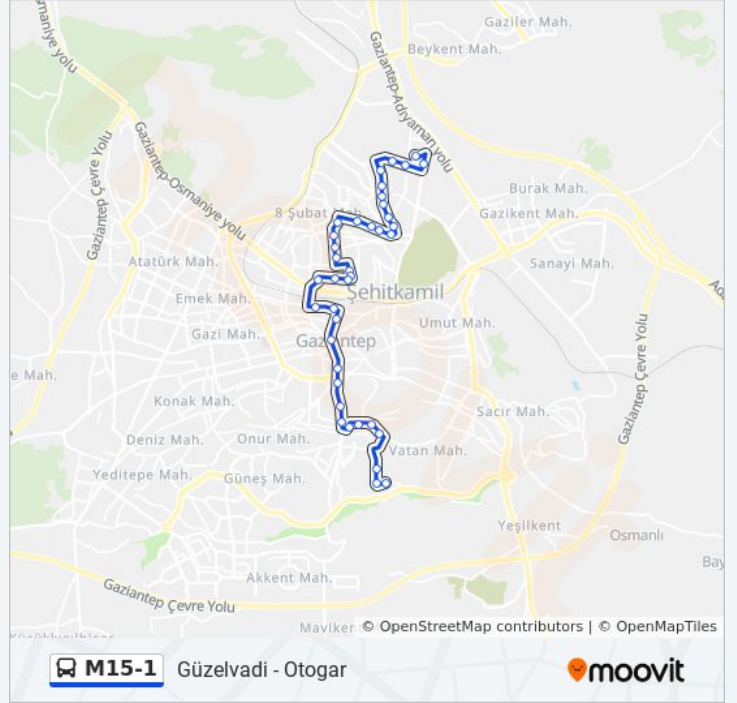 Gaziler Mah.
Osmaniye yolu
Beykent Mah.
Gaziantep-Adıyaman yolu
Gaziantep Çevre Yolu
Gaziantep-Osmaniye yolu
Burak Mah.
8 Şubat Mah.
Gazikent Mah.
Atatürk Mah.
Sanayi Mah.
Emek Mah.
Şehitkamil
Umut Mah.
Gazi Mah.
Gaziantep
e Mah.
Gaziantep Çevre Yolu
Konak Mah.
Sacır Mah.
Deniz Mah.
Onur Mah.
Vatan Mah.
Yeditepe Mah.
Güneş Mah.
Yeşilkent
Osmanlı
Bay
Akkent Mah.
Gaziantep Çevre Yolu
Maviker
© OpenStreetMap contributors | © OpenMapTiles
M15-1 Güzelvadi - Otogar
moovit